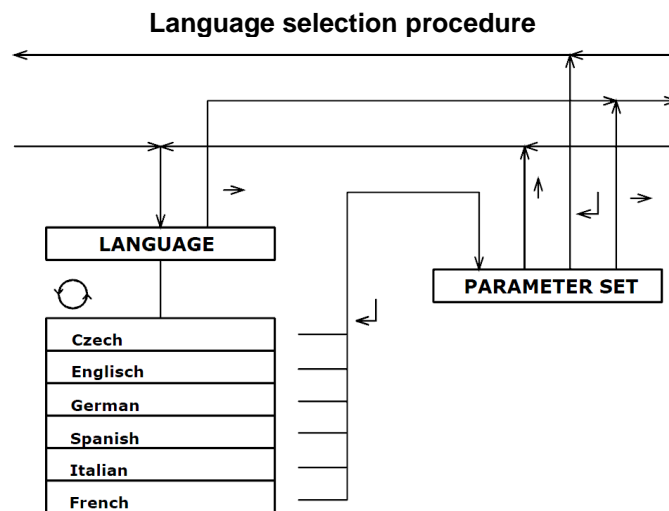 Language selection procedure
LANGUAGE
PARAMETER SET
Czech
Englisch
German
Spanish
Italian
French